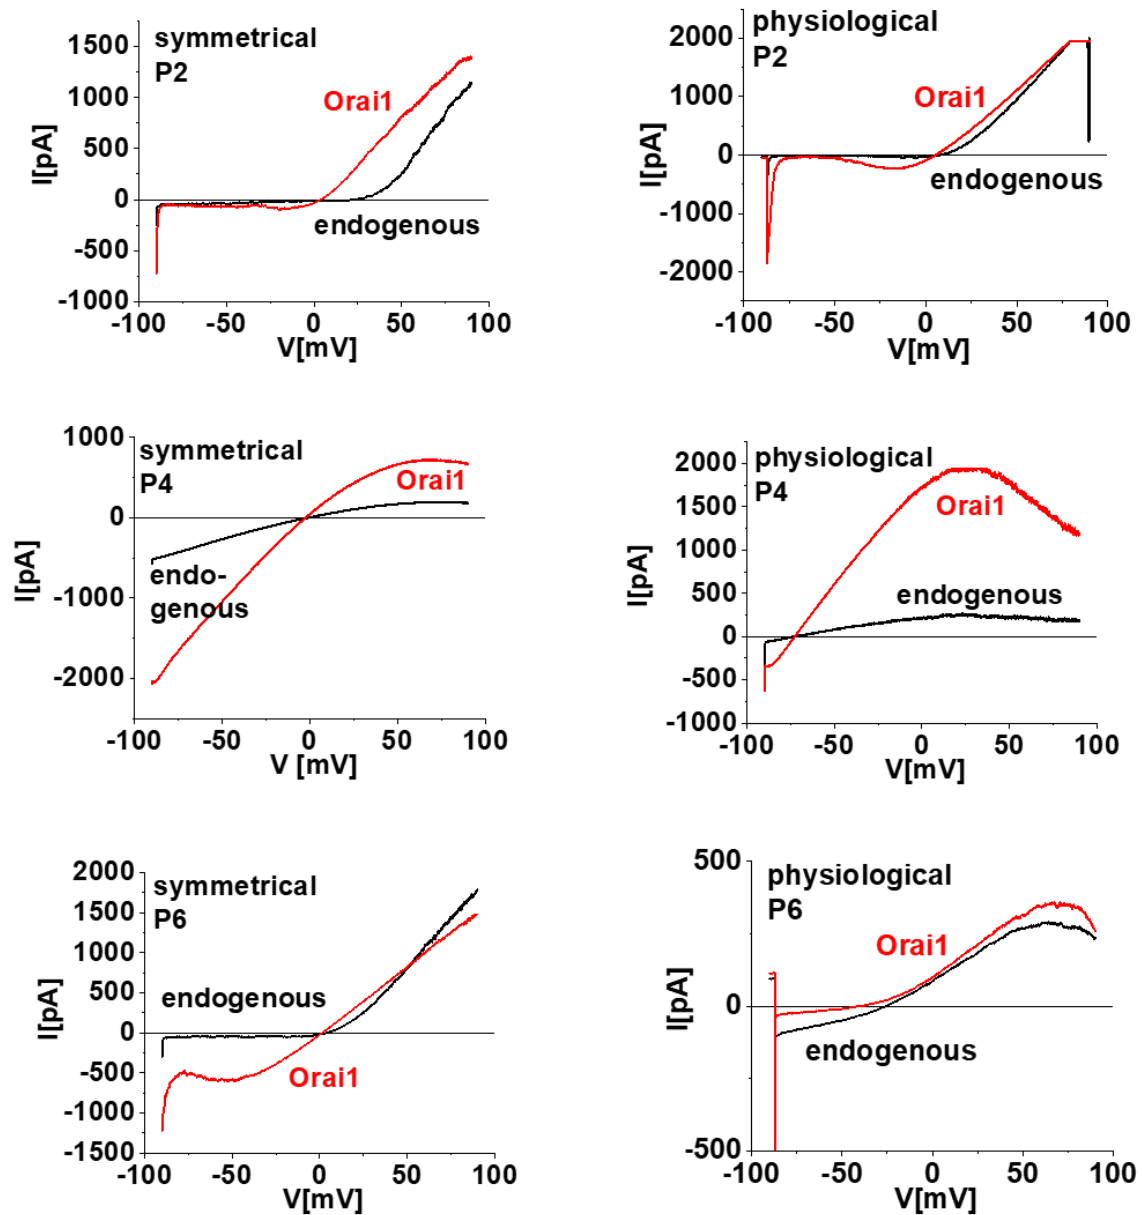 symmetrical
P2
Orai1
endogenous
I[pA]
1500
1000
500
0
-500
-1000
-100
-50
0
50
100
V[mV]
physiological
P2
Orai1
endogenous
I[pA]
2000
1000
0
-1000
-2000
-100
-50
0
50
100
V[mV]
symmetrical
P4
Orai1
endo-
genous
I[pA]
1000
0
-1000
-2000
-100
-50
0
50
100
V [mV]
physiological
P4
Orai1
endogenous
I[pA]
2000
1500
1000
500
0
-500
-1000
-100
-50
0
50
100
V[mV]
symmetrical
P6
endogenous
Orai1
I[pA]
2000
1500
1000
500
0
-500
-1000
-1500
-100
-50
0
50
100
V[mV]
physiological
P6
Orai1
endogenous
I[pA]
500
0
-500
-100
-50
0
50
100
V[mV]